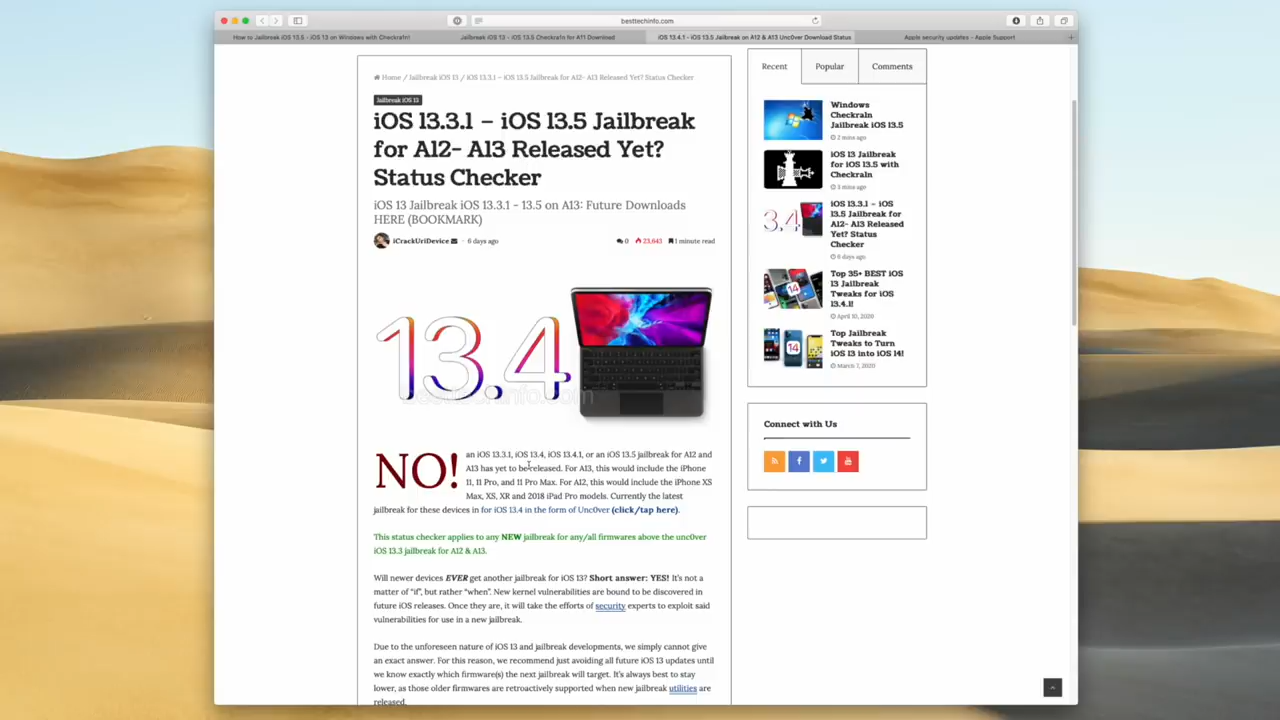 besttechinfo.com
How to Jailbreak iOS 13.5 - iOS 13 on Windows with Checkra1n!
Jailbreak iOS 13 - iOS 13.5 Checkra1n for A11 Download
iOS 13.4.1 - iOS 13.5 Jailbreak on A12 & A13 Unc0ver Download Status
Apple security updates - Apple Support
Home / Jailbreak iOS 13 / iOS 13.3.1 – iOS 13.5 Jailbreak for A12- A13 Released Yet? Status Checker
Jailbreak iOS 13
iOS 13.3.1 – iOS 13.5 Jailbreak
for A12- A13 Released Yet?
Status Checker
iOS 13 Jailbreak iOS 13.3.1 - 13.5 on A13: Future Downloads
HERE (BOOKMARK)
iCrackUriDevice
6 days ago
0
23,643
1 minute read
13.4
besttechinfo.com
NO!
an iOS 13.3.1, iOS 13.4, iOS 13.4.1, or an iOS 13.5 jailbreak for A12 and
A13 has yet to be released. For A13, this would include the iPhone
11, 11 Pro, and 11 Pro Max. For A12, this would include the iPhone XS
Max, XS, XR and 2018 iPad Pro models. Currently the latest
jailbreak for these devices in for iOS 13.4 in the form of Unc0ver (click/tap here).
This status checker applies to any NEW jailbreak for any/all firmwares above the unc0ver
iOS 13.3 jailbreak for A12 & A13.
Will newer devices EVER get another jailbreak for iOS 13? Short answer: YES! It's not a
matter of "if", but rather "when". New kernel vulnerabilities are bound to be discovered in
future iOS releases. Once they are, it will take the efforts of security experts to exploit said
vulnerabilities for use in a new jailbreak.
Due to the unforeseen nature of iOS 13 and jailbreak developments, we simply cannot give
an exact answer. For this reason, we recommend just avoiding all future iOS 13 updates until
we know exactly which firmware(s) the next jailbreak will target. It's always best to stay
lower, as those older firmwares are retroactively supported when new jailbreak utilities are
released.
Recent
Popular
Comments
Windows
Checkra1n
Jailbreak iOS 13.5
2 mins ago
iOS 13 Jailbreak
for iOS 13.5 with
Checkra1n
3 mins ago
3.4
iOS 13.3.1 – iOS
13.5 Jailbreak for
A12- A13 Released
Yet? Status
Checker
6 days ago
14
Top 35+ BEST iOS
13 Jailbreak
Tweaks for iOS
13.4.1!
April 10, 2020
14
Top Jailbreak
Tweaks to Turn
iOS 13 into iOS 14!
March 7, 2020
Connect with Us